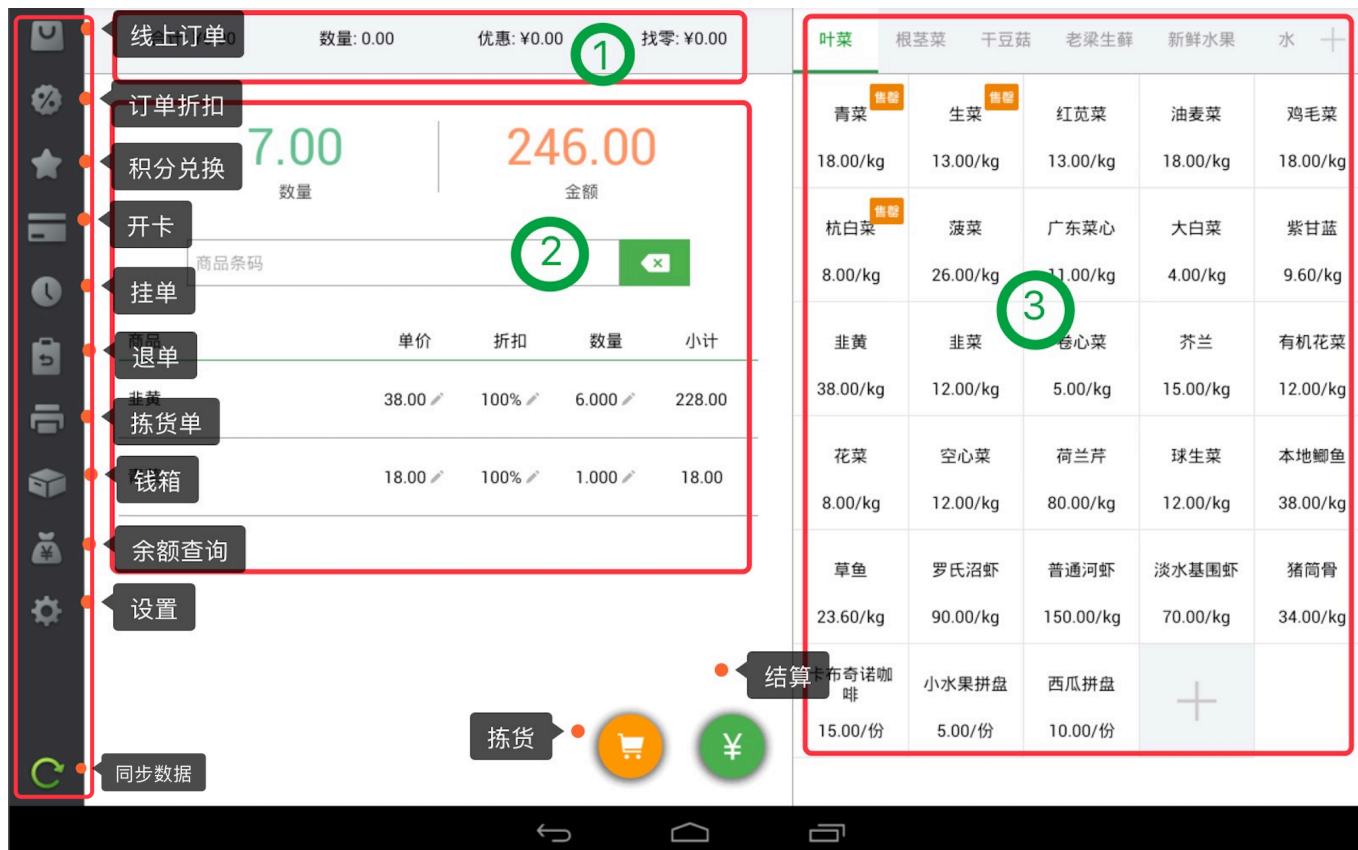 线上订单
数量: 0.00
优惠: ¥0.00
找零: ¥0.00
1
订单折扣
积分兑换
开卡
挂单
退单
拣货单
钱箱
余额查询
设置
同步数据
7.00
数量
246.00
金额
2
商品条码
商品 单价 折扣 数量 小计
韭黄 38.00 100% 6.000 228.00
18.00 100% 1.000 18.00
结算
拣货
¥
叶菜 根茎菜 干豆菇 老梁生鲜 新鲜水果 水
售罄 售罄
青菜 生菜 红苋菜 油麦菜 鸡毛菜
18.00/kg 13.00/kg 13.00/kg 18.00/kg 18.00/kg
售罄
杭白菜 菠菜 广东菜心 大白菜 紫甘蓝
8.00/kg 26.00/kg 11.00/kg 4.00/kg 9.60/kg
3
韭黄 韭菜 卷心菜 芥兰 有机花菜
38.00/kg 12.00/kg 5.00/kg 15.00/kg 12.00/kg
花菜 空心菜 荷兰芹 球生菜 本地鲫鱼
8.00/kg 12.00/kg 80.00/kg 12.00/kg 38.00/kg
草鱼 罗氏沼虾 普通河虾 淡水基围虾 猪筒骨
23.60/kg 90.00/kg 150.00/kg 70.00/kg 34.00/kg
卡布奇诺咖
啡 小水果拼盘 西瓜拼盘
15.00/份 5.00/份 10.00/份